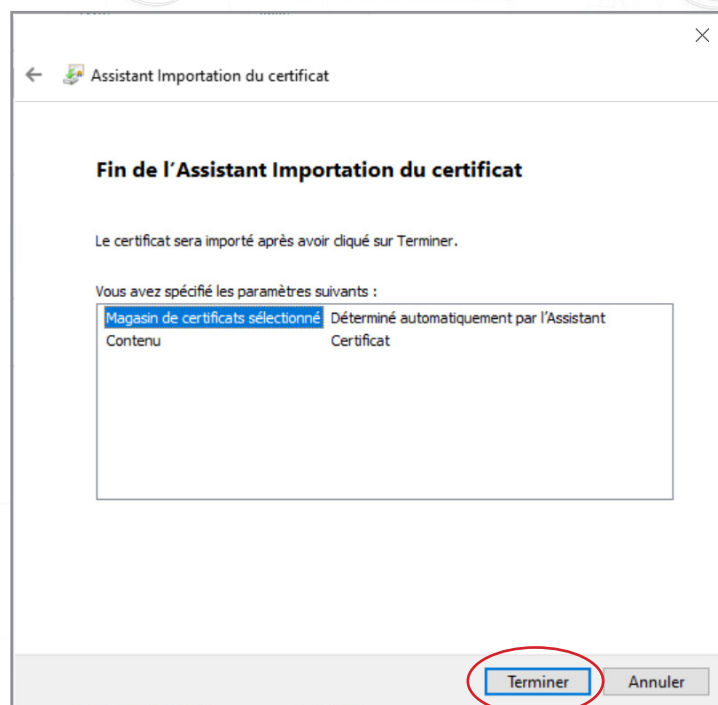 Assistant Importation du certificat
Fin de l'Assistant Importation du certificat
Le certificat sera importé après avoir cliqué sur Terminer.
Vous avez spécifié les paramètres suivants :
Magasin de certificats sélectionné Déterminé automatiquement par l'Assistant
Contenu Certificat
Terminer Annuler